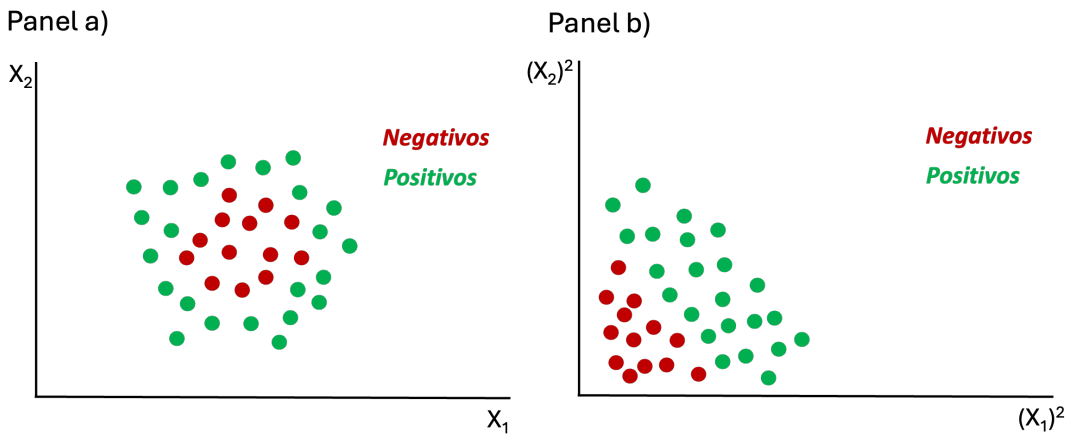 Panel a)
X₂
Negativos
Positivos
X₁
Panel b)
(X₂)²
Negativos
Positivos
(X₁)²